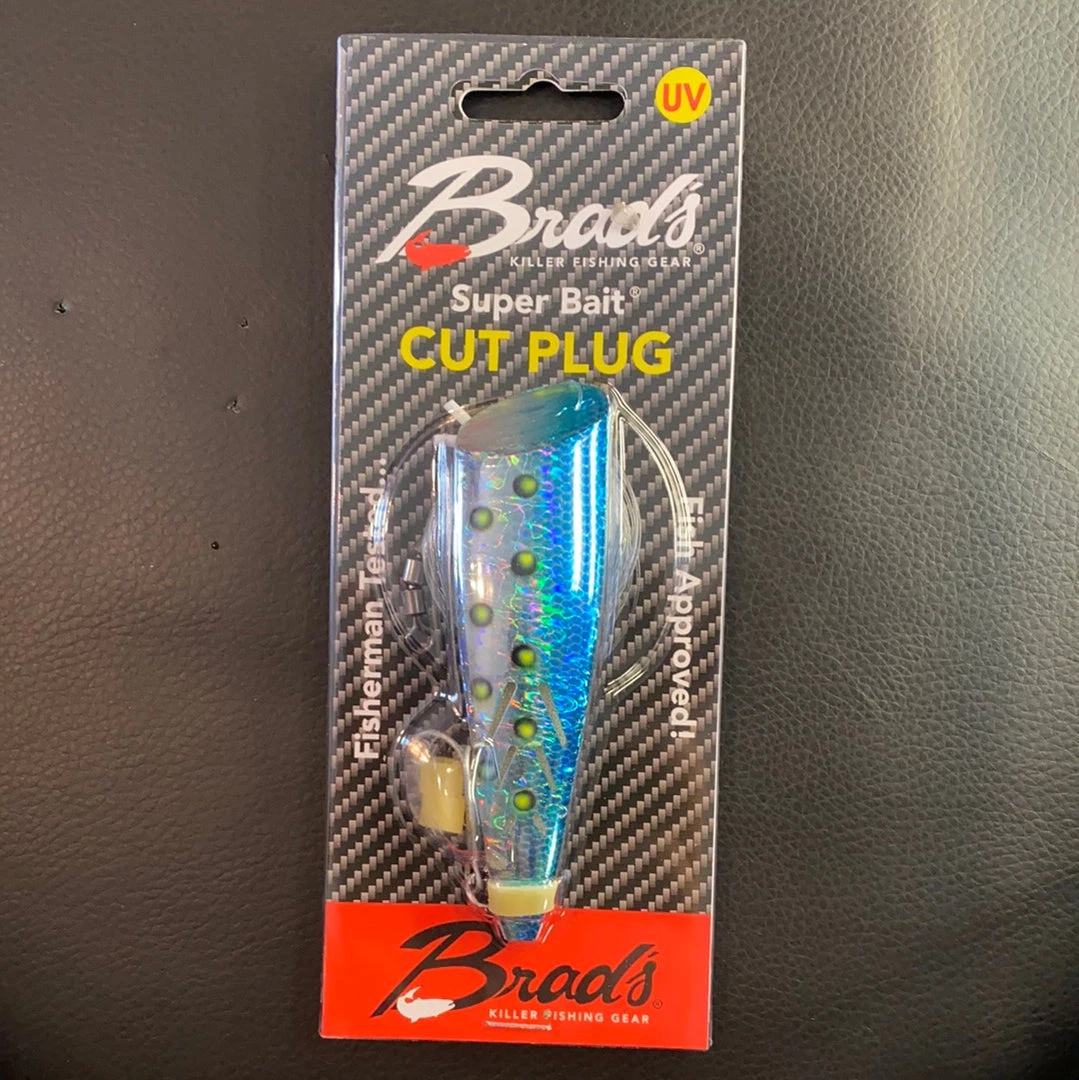 UV
Brad's®
KILLER FISHING GEAR
Super Bait®
CUT PLUG
Fisherman Tested...
Fish Approved!
Brad's®
KILLER FISHING GEAR